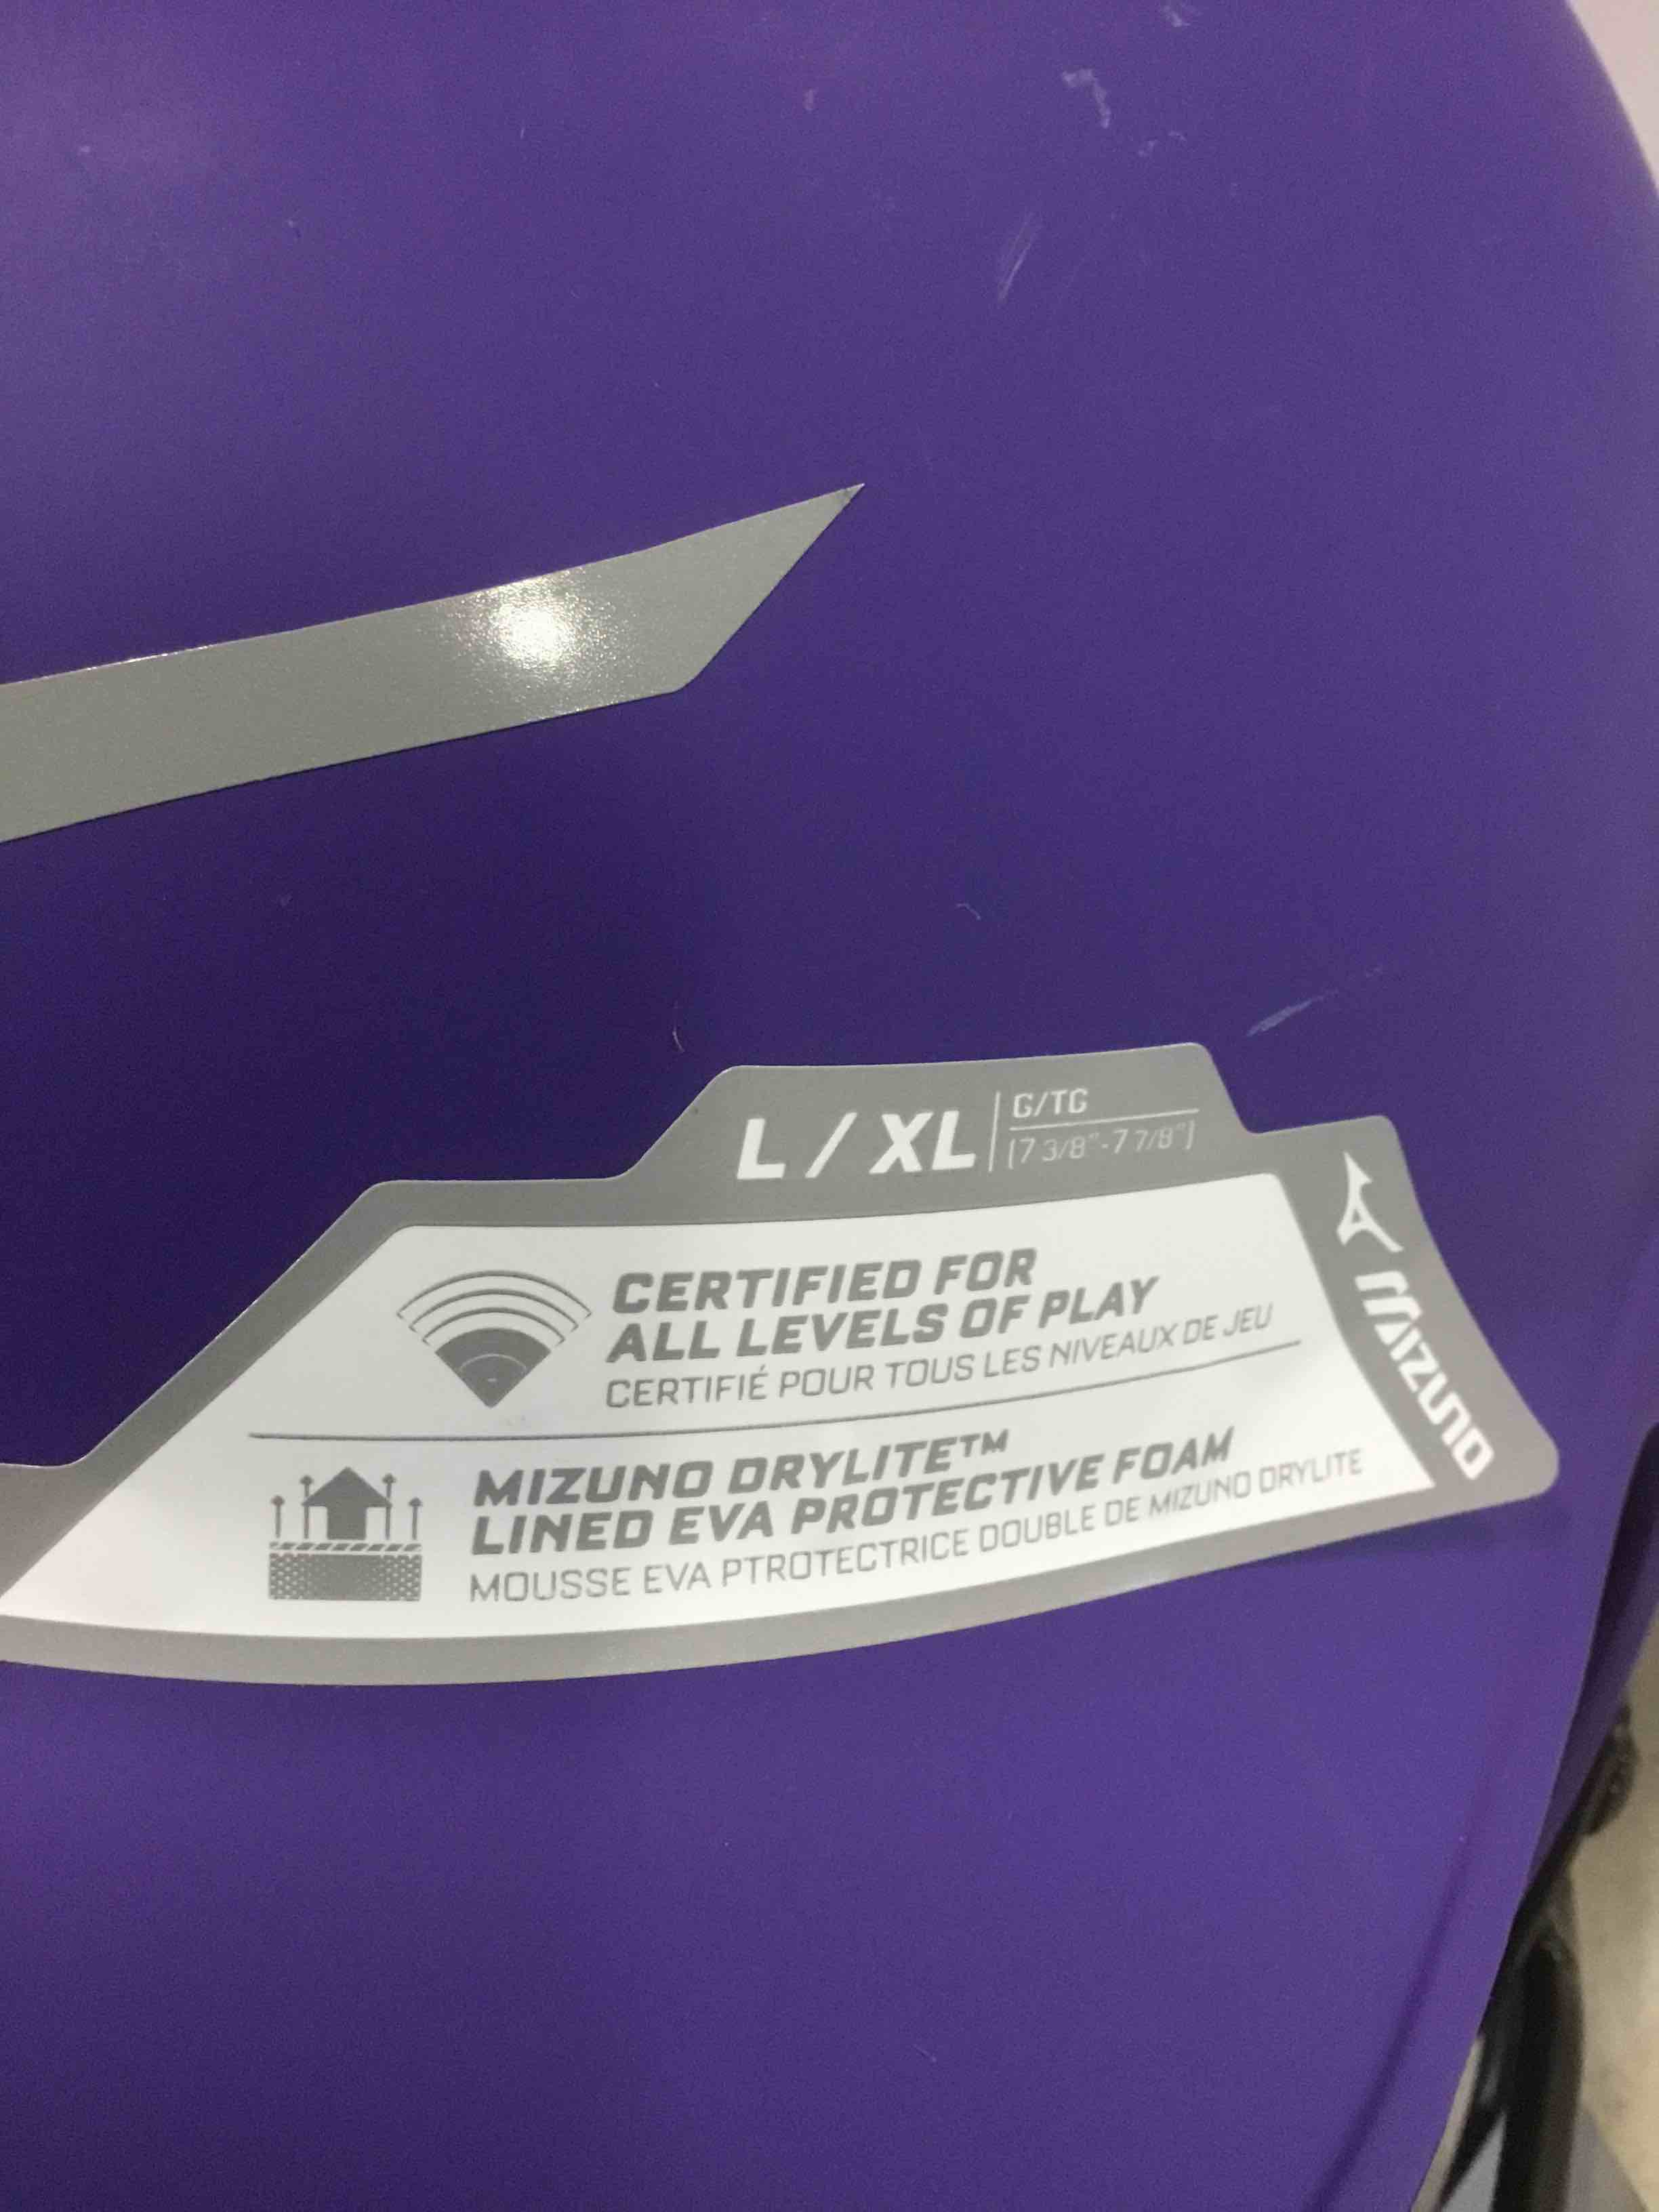 L / XL
G/TG
(7 3/8"-7 7/8")
CERTIFIED FOR
ALL LEVELS OF PLAY
CERTIFIÉ POUR TOUS LES NIVEAUX DE JEU
MIZUNO DRYLITE™
LINED EVA PROTECTIVE FOAM
MOUSSE EVA PTROTECTRICE DOUBLE DE MIZUNO DRYLITE
MIZUNO